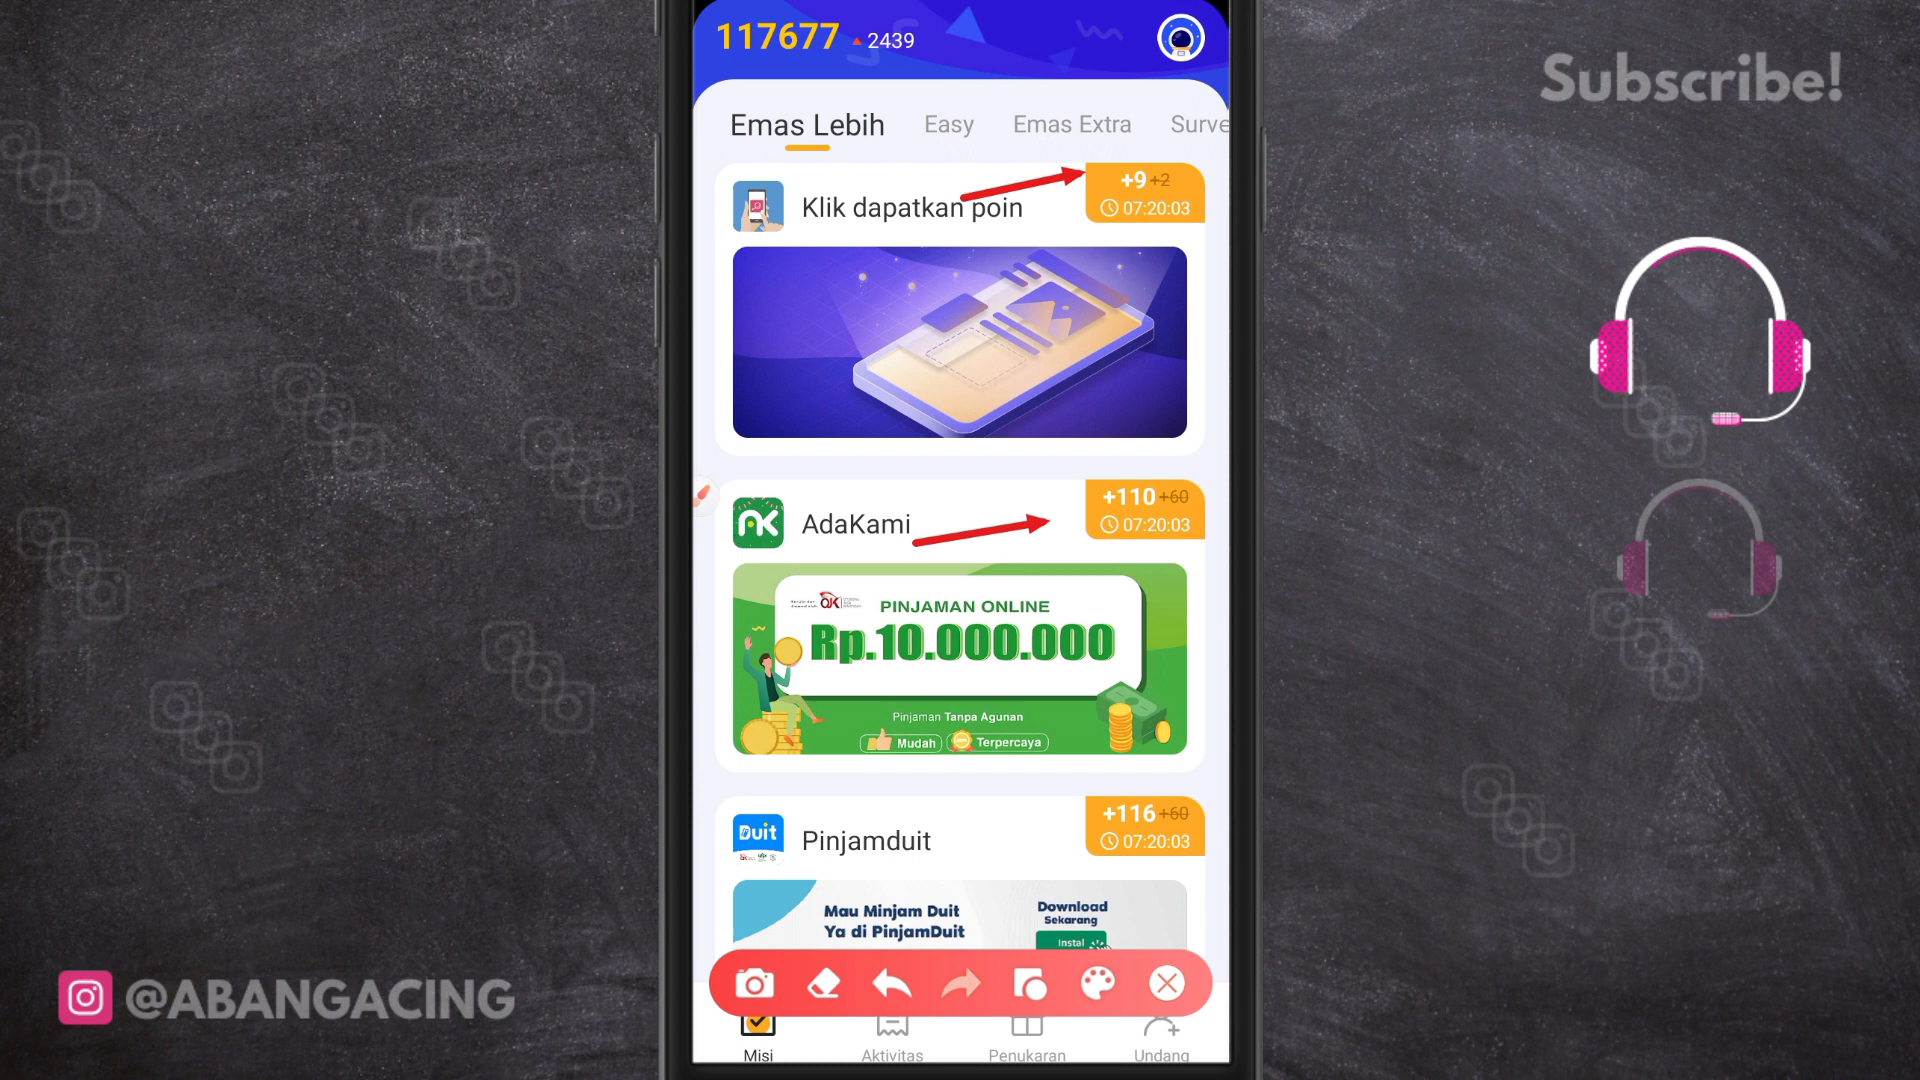 117677 2439
Subscribe!
Emas Lebih Easy Emas Extra Surve
+9 +2
Klik dapatkan poin
07:20:03
+110 +60
AK
AdaKami
07:20:03
PINJAMAN ONLINE
Rp.10.000.000
Pinjaman Tanpa Agunan
Mudah Terpercaya
+116 +60
Duit
Pinjamduit
07:20:03
Mau Minjam Duit
Ya di PinjamDuit
Download
Sekarang
Instal
@ABANGACING
Misi Aktivitas Penukaran Undang